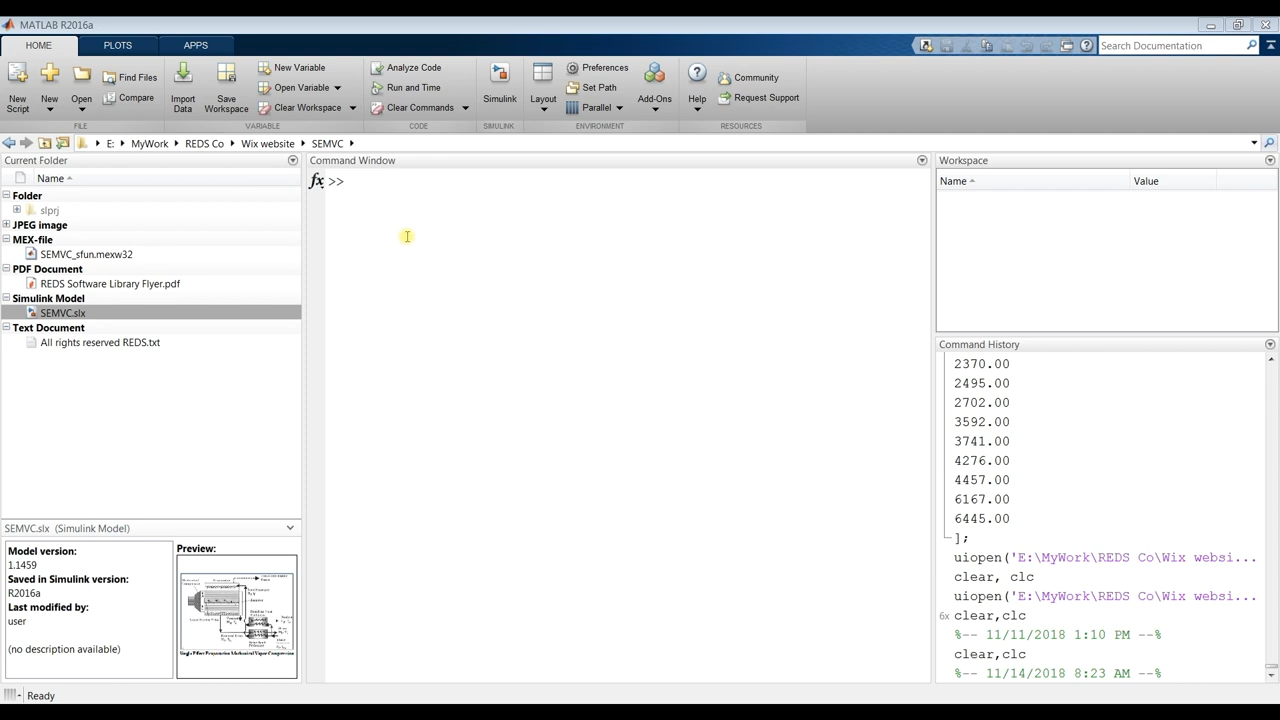 MATLAB R2016a
HOME PLOTS APPS
Search Documentation
New Script
New
Open
Find Files
Compare
FILE
Import Data
Save Workspace
New Variable
Open Variable
Clear Workspace
VARIABLE
Analyze Code
Run and Time
Clear Commands
CODE
Simulink
SIMULINK
Layout
Preferences
Set Path
Parallel
Add-Ons
ENVIRONMENT
Help
Community
Request Support
RESOURCES
E: MyWork REDS Co Wix website SEMVC
Current Folder
Name
Folder
slprj
JPEG image
MEX-file
SEMVC_sfun.mexw32
PDF Document
REDS Software Library Flyer.pdf
Simulink Model
SEMVC.slx
Text Document
All rights reserved REDS.txt
SEMVC.slx (Simulink Model)
Model version:
1.1459
Saved in Simulink version:
R2016a
Last modified by:
user
(no description available)
Preview:
Single Effect Evaporation Mechanical Vapor Compression
Command Window
fx >>
Workspace
Name Value
Command History
2370.00
2495.00
2702.00
3592.00
3741.00
4276.00
4457.00
6167.00
6445.00
];
uiopen('E:\MyWork\REDS Co\Wix websi...
clear, clc
uiopen('E:\MyWork\REDS Co\Wix websi...
6x clear,clc
%-- 11/11/2018 1:10 PM --%
clear,clc
%-- 11/14/2018 8:23 AM --%
Ready